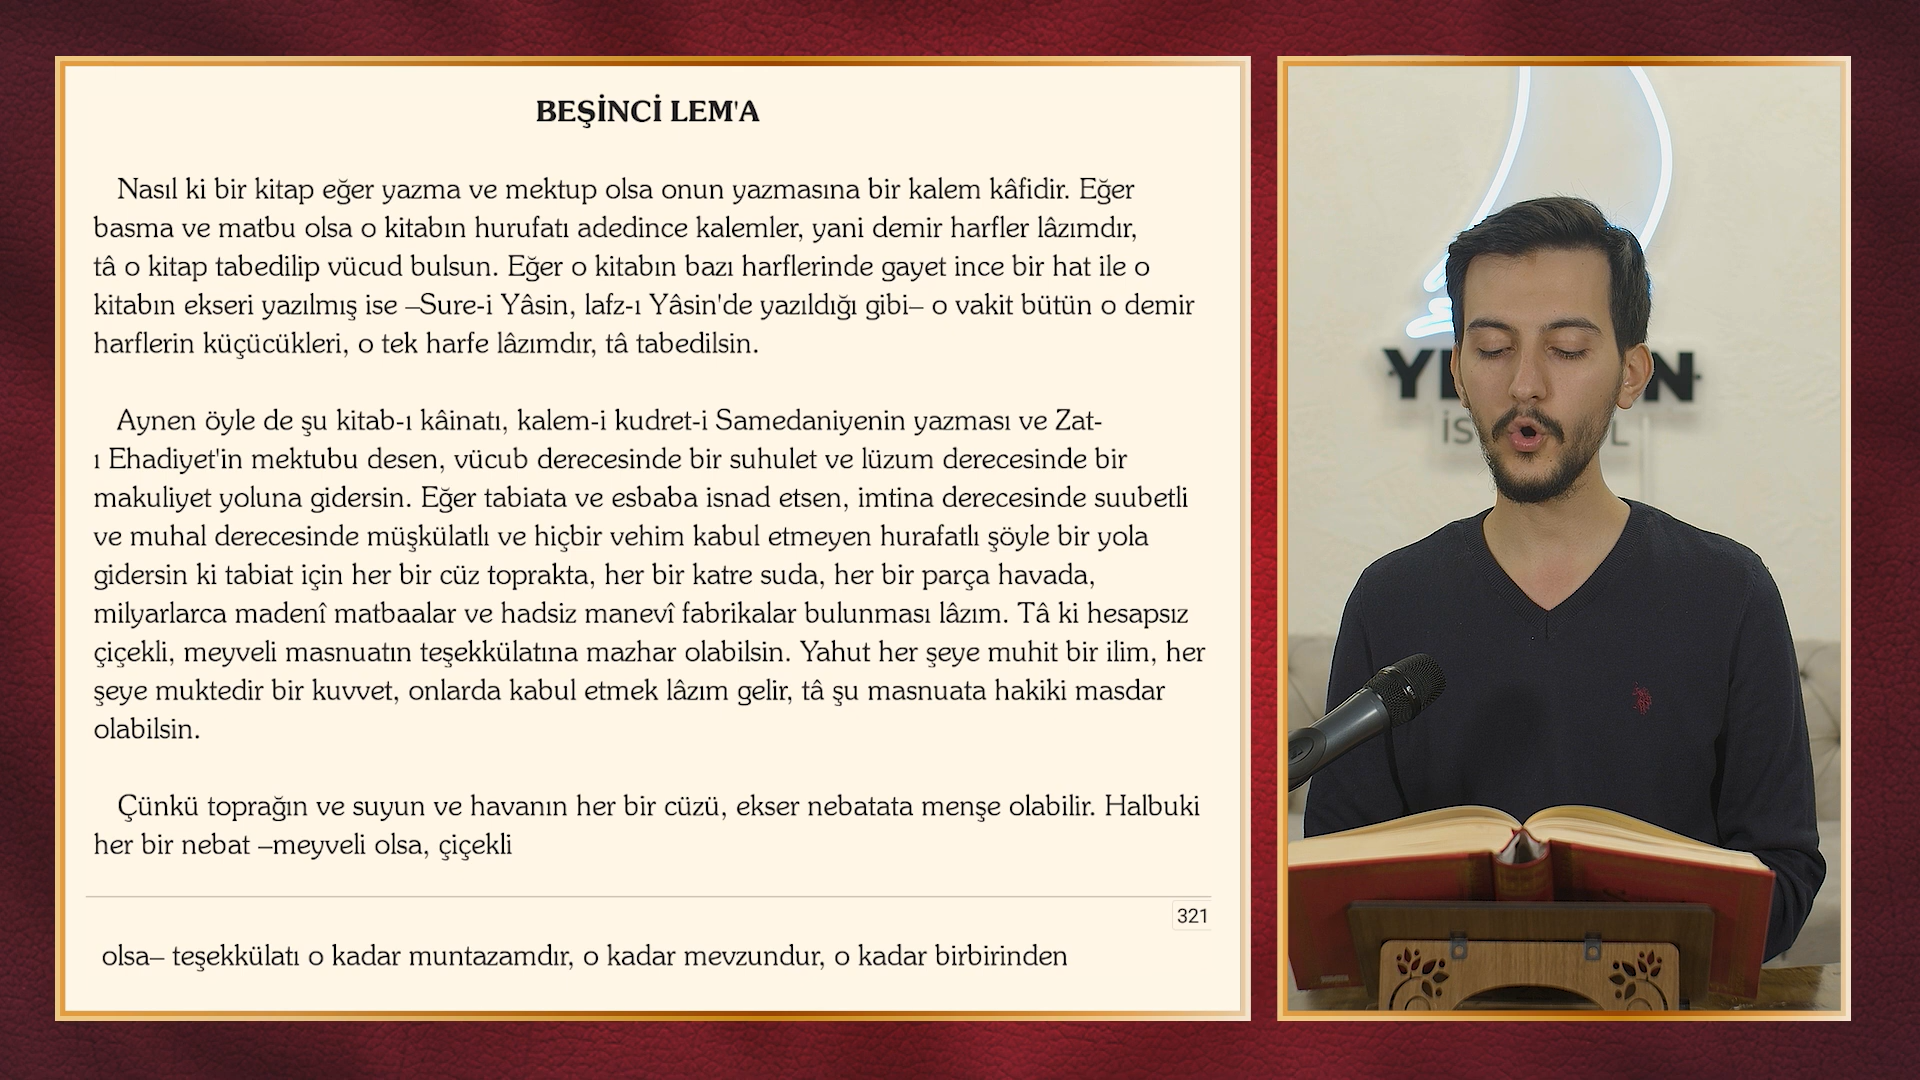 BEŞİNCİ LEM'A
Nasıl ki bir kitap eğer yazma ve mektup olsa onun yazmasına bir kalem kâfidir. Eğer
basma ve matbu olsa o kitabın hurufatı adedince kalemler, yani demir harfler lâzımdır,
tâ o kitap tabedilip vücud bulsun. Eğer o kitabın bazı harflerinde gayet ince bir hat ile o
kitabın ekseri yazılmış ise –Sure-i Yâsin, lafz-ı Yâsin'de yazıldığı gibi– o vakit bütün o demir
harflerin küçücükleri, o tek harfe lâzımdır, tâ tabedilsin.
Aynen öyle de şu kitab-ı kâinatı, kalem-i kudret-i Samedaniyenin yazması ve Zat-
ı Ehadiyet'in mektubu desen, vücub derecesinde bir suhulet ve lüzum derecesinde bir
makuliyet yoluna gidersin. Eğer tabiata ve esbaba isnad etsen, imtina derecesinde suubetli
ve muhal derecesinde müşkülatlı ve hiçbir vehim kabul etmeyen hurafatlı şöyle bir yola
gidersin ki tabiat için her bir cüz toprakta, her bir katre suda, her bir parça havada,
milyarlarca madenî matbaalar ve hadsiz manevî fabrikalar bulunması lâzım. Tâ ki hesapsız
çiçekli, meyveli masnuatın teşekkülatına mazhar olabilsin. Yahut her şeye muhit bir ilim, her
şeye muktedir bir kuvvet, onlarda kabul etmek lâzım gelir, tâ şu masnuata hakiki masdar
olabilsin.
Çünkü toprağın ve suyun ve havanın her bir cüzü, ekser nebatata menşe olabilir. Halbuki
her bir nebat –meyveli olsa, çiçekli
321
olsa– teşekkülatı o kadar muntazamdır, o kadar mevzundur, o kadar birbirinden